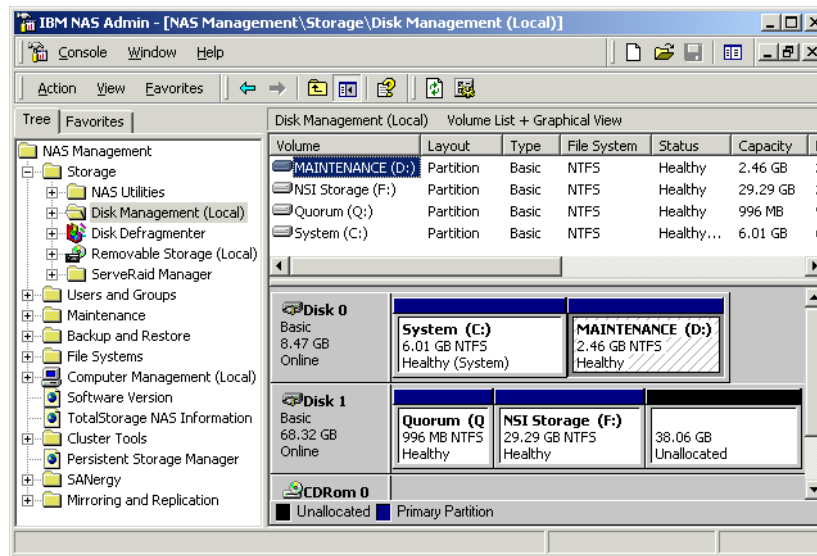 IBM NAS Admin - [NAS Management\Storage\Disk Management (Local)]
Console Window Help
Action View Favorites
Tree Favorites
Disk Management (Local) Volume List + Graphical View
NAS Management
Storage
NAS Utilities
Disk Management (Local)
Disk Defragmenter
Removable Storage (Local)
ServeRaid Manager
Users and Groups
Maintenance
Backup and Restore
File Systems
Computer Management (Local)
Software Version
TotalStorage NAS Information
Cluster Tools
Persistent Storage Manager
SANergy
Mirroring and Replication
Volume Layout Type File System Status Capacity
MAINTENANCE (D:) Partition Basic NTFS Healthy 2.46 GB
NSI Storage (F:) Partition Basic NTFS Healthy 29.29 GB
Quorum (Q:) Partition Basic NTFS Healthy 996 MB
System (C:) Partition Basic NTFS Healthy... 6.01 GB
Disk 0
Basic
8.47 GB
Online
System (C:)
6.01 GB NTFS
Healthy (System)
MAINTENANCE (D:)
2.46 GB NTFS
Healthy
Disk 1
Basic
68.32 GB
Online
Quorum (Q
996 MB NTFS
Healthy
NSI Storage (F:)
29.29 GB NTFS
Healthy
38.06 GB
Unallocated
CDRom 0
Unallocated Primary Partition